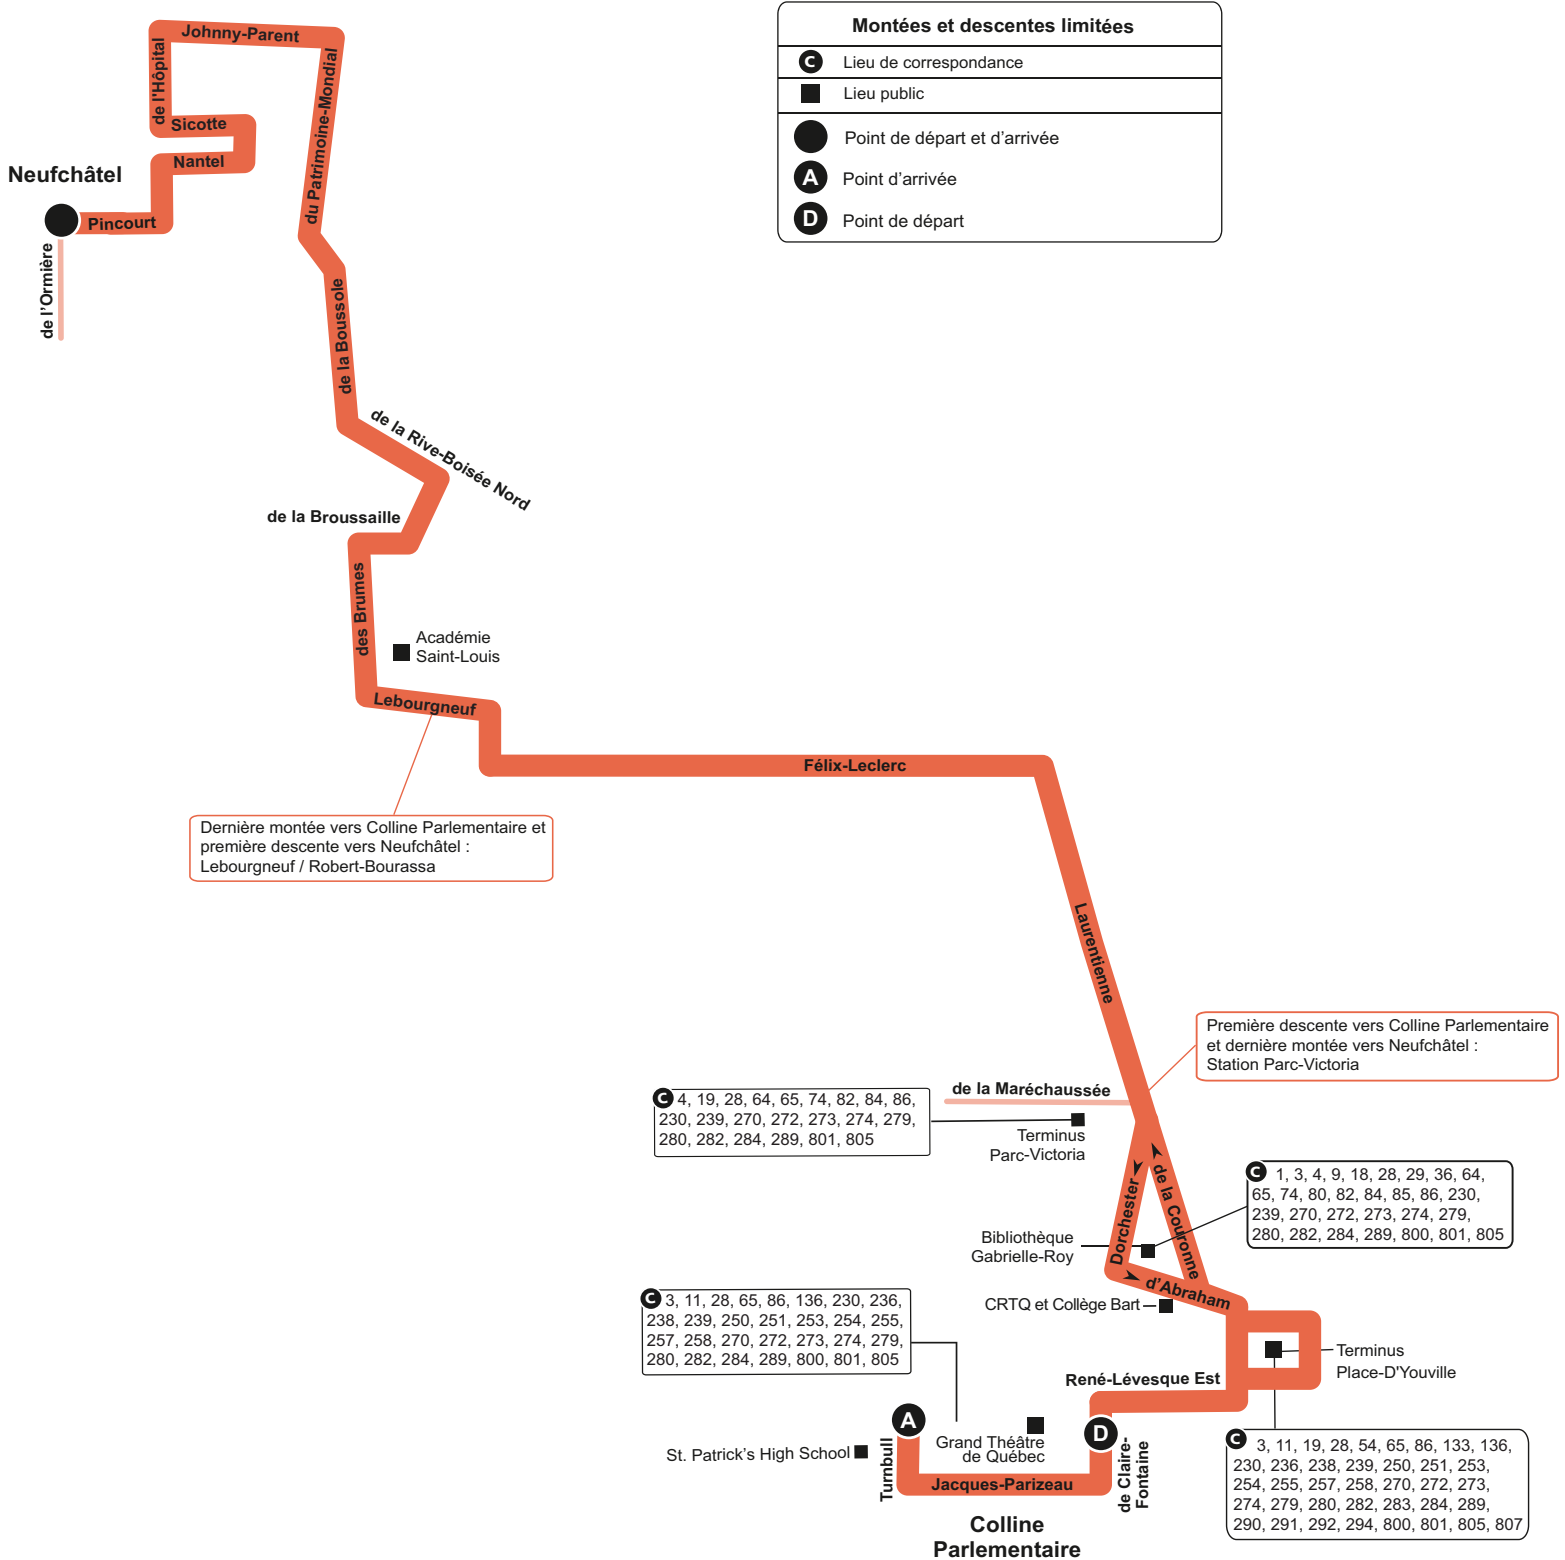 Montées et descentes limitées
C Lieu de correspondance
Lieu public
Point de départ et d'arrivée
A Point d'arrivée
D Point de départ
Johnny-Parent
de l'Hôpital
Sicotte
Nantel
du Patrimoine-Mondial
Neufchâtel
Pincourt
de l'Ormière
de la Boussole
de la Rive-Boisée Nord
de la Broussaille
des Brumes
Académie
Saint-Louis
Lebourgneuf
Félix-Leclerc
Dernière montée vers Colline Parlementaire et
première descente vers Neufchâtel :
Lebourgneuf / Robert-Bourassa
Laurentienne
Première descente vers Colline Parlementaire
et dernière montée vers Neufchâtel :
Station Parc-Victoria
de la Maréchaussée
C 4, 19, 28, 64, 65, 74, 82, 84, 86,
230, 239, 270, 272, 273, 274, 279,
280, 282, 284, 289, 801, 805
Terminus
Parc-Victoria
Dorchester
de la Couronne
C 1, 3, 4, 9, 18, 28, 29, 36, 64,
65, 74, 80, 82, 84, 85, 86, 230,
239, 270, 272, 273, 274, 279,
280, 282, 284, 289, 800, 801, 805
Bibliothèque
Gabrielle-Roy
d'Abraham
CRTQ et Collège Bart
C 3, 11, 28, 65, 86, 136, 230, 236,
238, 239, 250, 251, 253, 254, 255,
257, 258, 270, 272, 273, 274, 279,
280, 282, 284, 289, 800, 801, 805
Terminus
Place-D'Youville
René-Lévesque Est
A
D
St. Patrick's High School
Turnbull
Grand Théâtre
de Québec
de Claire-
Fontaine
Jacques-Parizeau
C 3, 11, 19, 28, 54, 65, 86, 133, 136,
230, 236, 238, 239, 250, 251, 253,
254, 255, 257, 258, 270, 272, 273,
274, 279, 280, 282, 283, 284, 289,
290, 291, 292, 294, 800, 801, 805, 807
Colline
Parlementaire